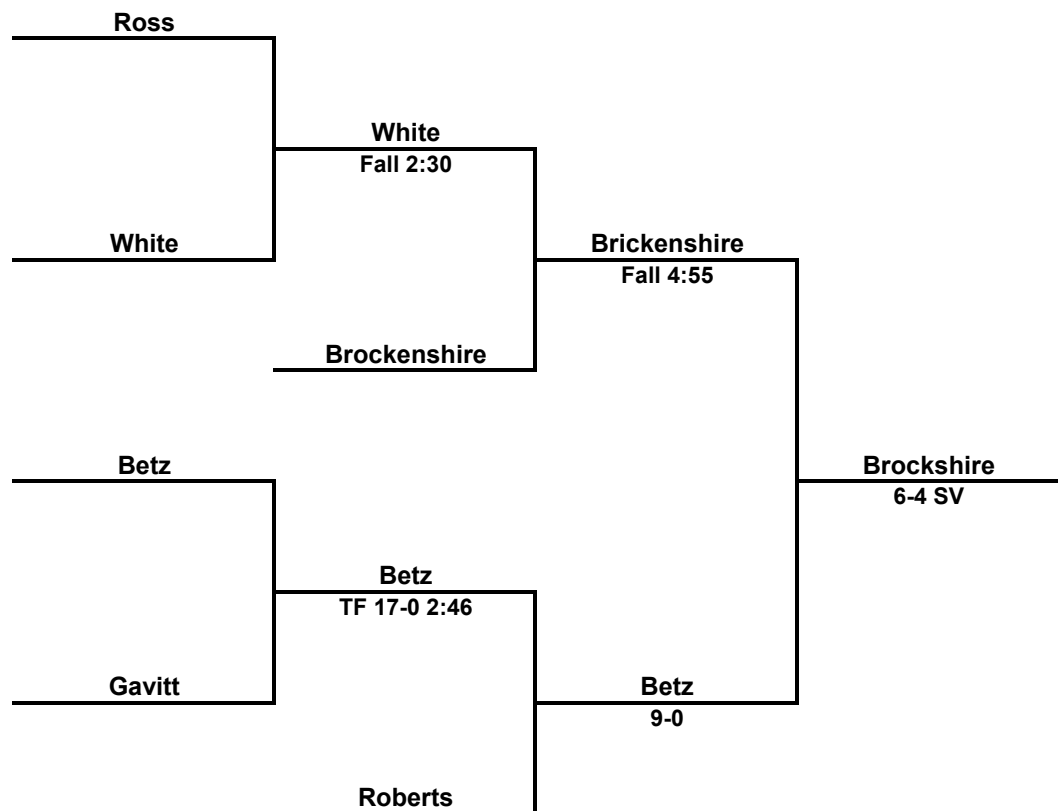 Ross
White
Fall 2:30
White
Brickenshire
Fall 4:55
Brockenshire
Betz
Brockshire
6-4 SV
Betz
TF 17-0 2:46
Gavitt
Betz
9-0
Roberts